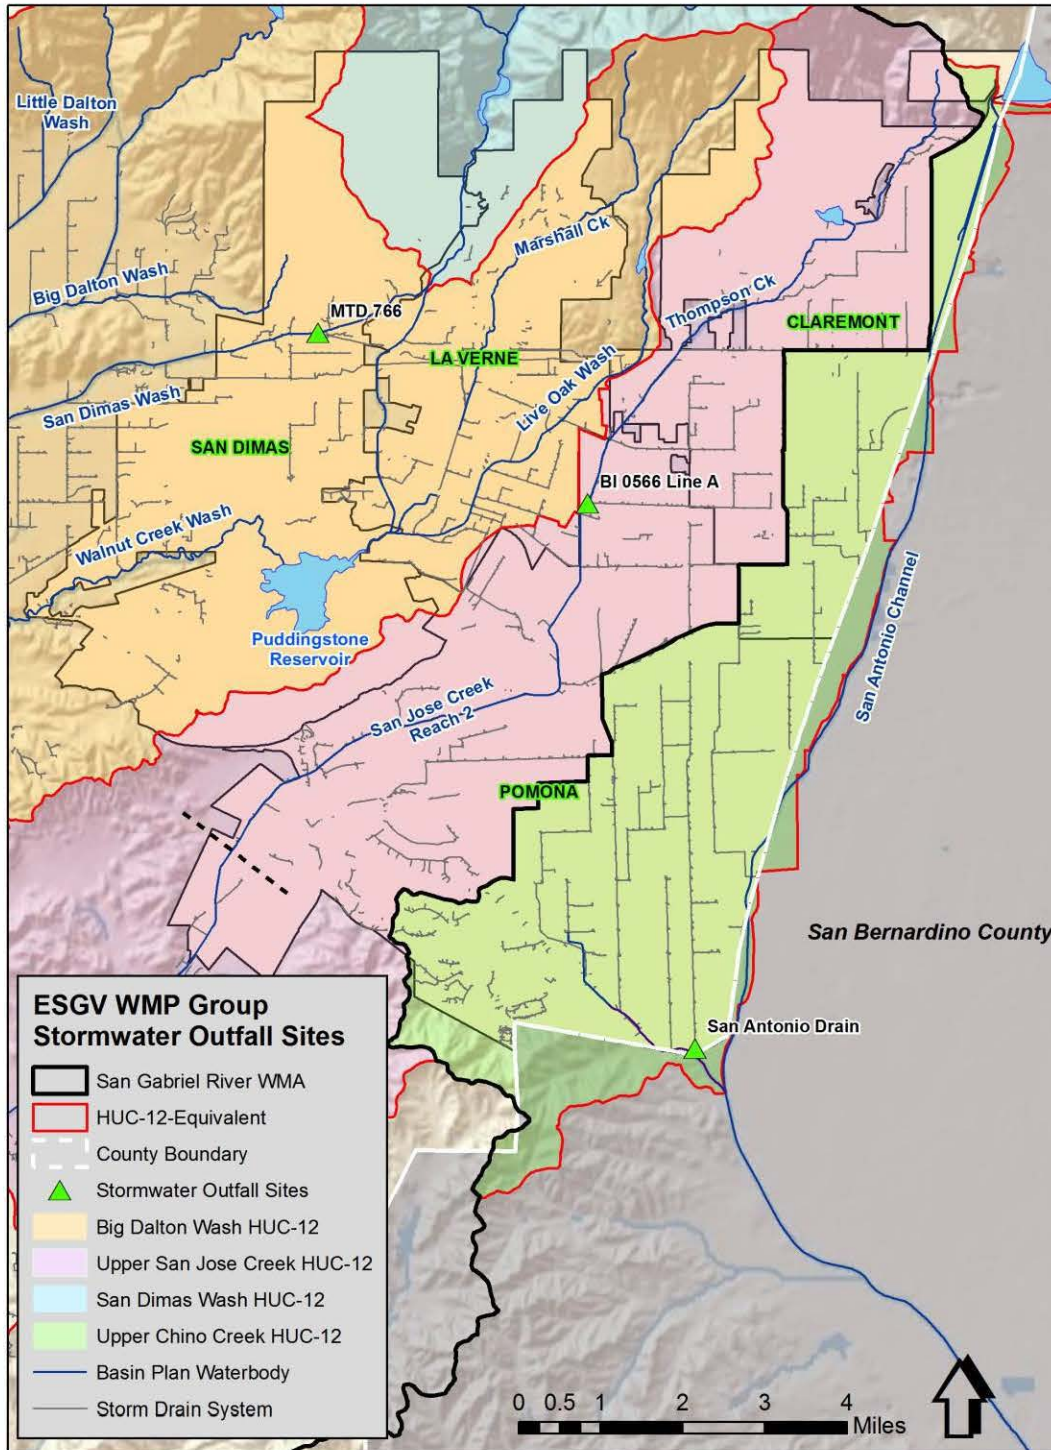 Little Dalton
Wash
Marshall Ck
Big Dalton Wash
MTD 766
Thompson Ck
CLAREMONT
LA VERNE
San Dimas Wash
Live Oak Wash
SAN DIMAS
BI 0566 Line A
Walnut Creek Wash
San Antonio Channel
Puddingstone
Reservoir
San Jose Creek
Reach 2
POMONA
San Bernardino County
San Antonio Drain
ESGV WMP Group
Stormwater Outfall Sites
San Gabriel River WMA
HUC-12-Equivalent
County Boundary
Stormwater Outfall Sites
Big Dalton Wash HUC-12
Upper San Jose Creek HUC-12
San Dimas Wash HUC-12
Upper Chino Creek HUC-12
Basin Plan Waterbody
Storm Drain System
0 0.5 1 2 3 4
Miles